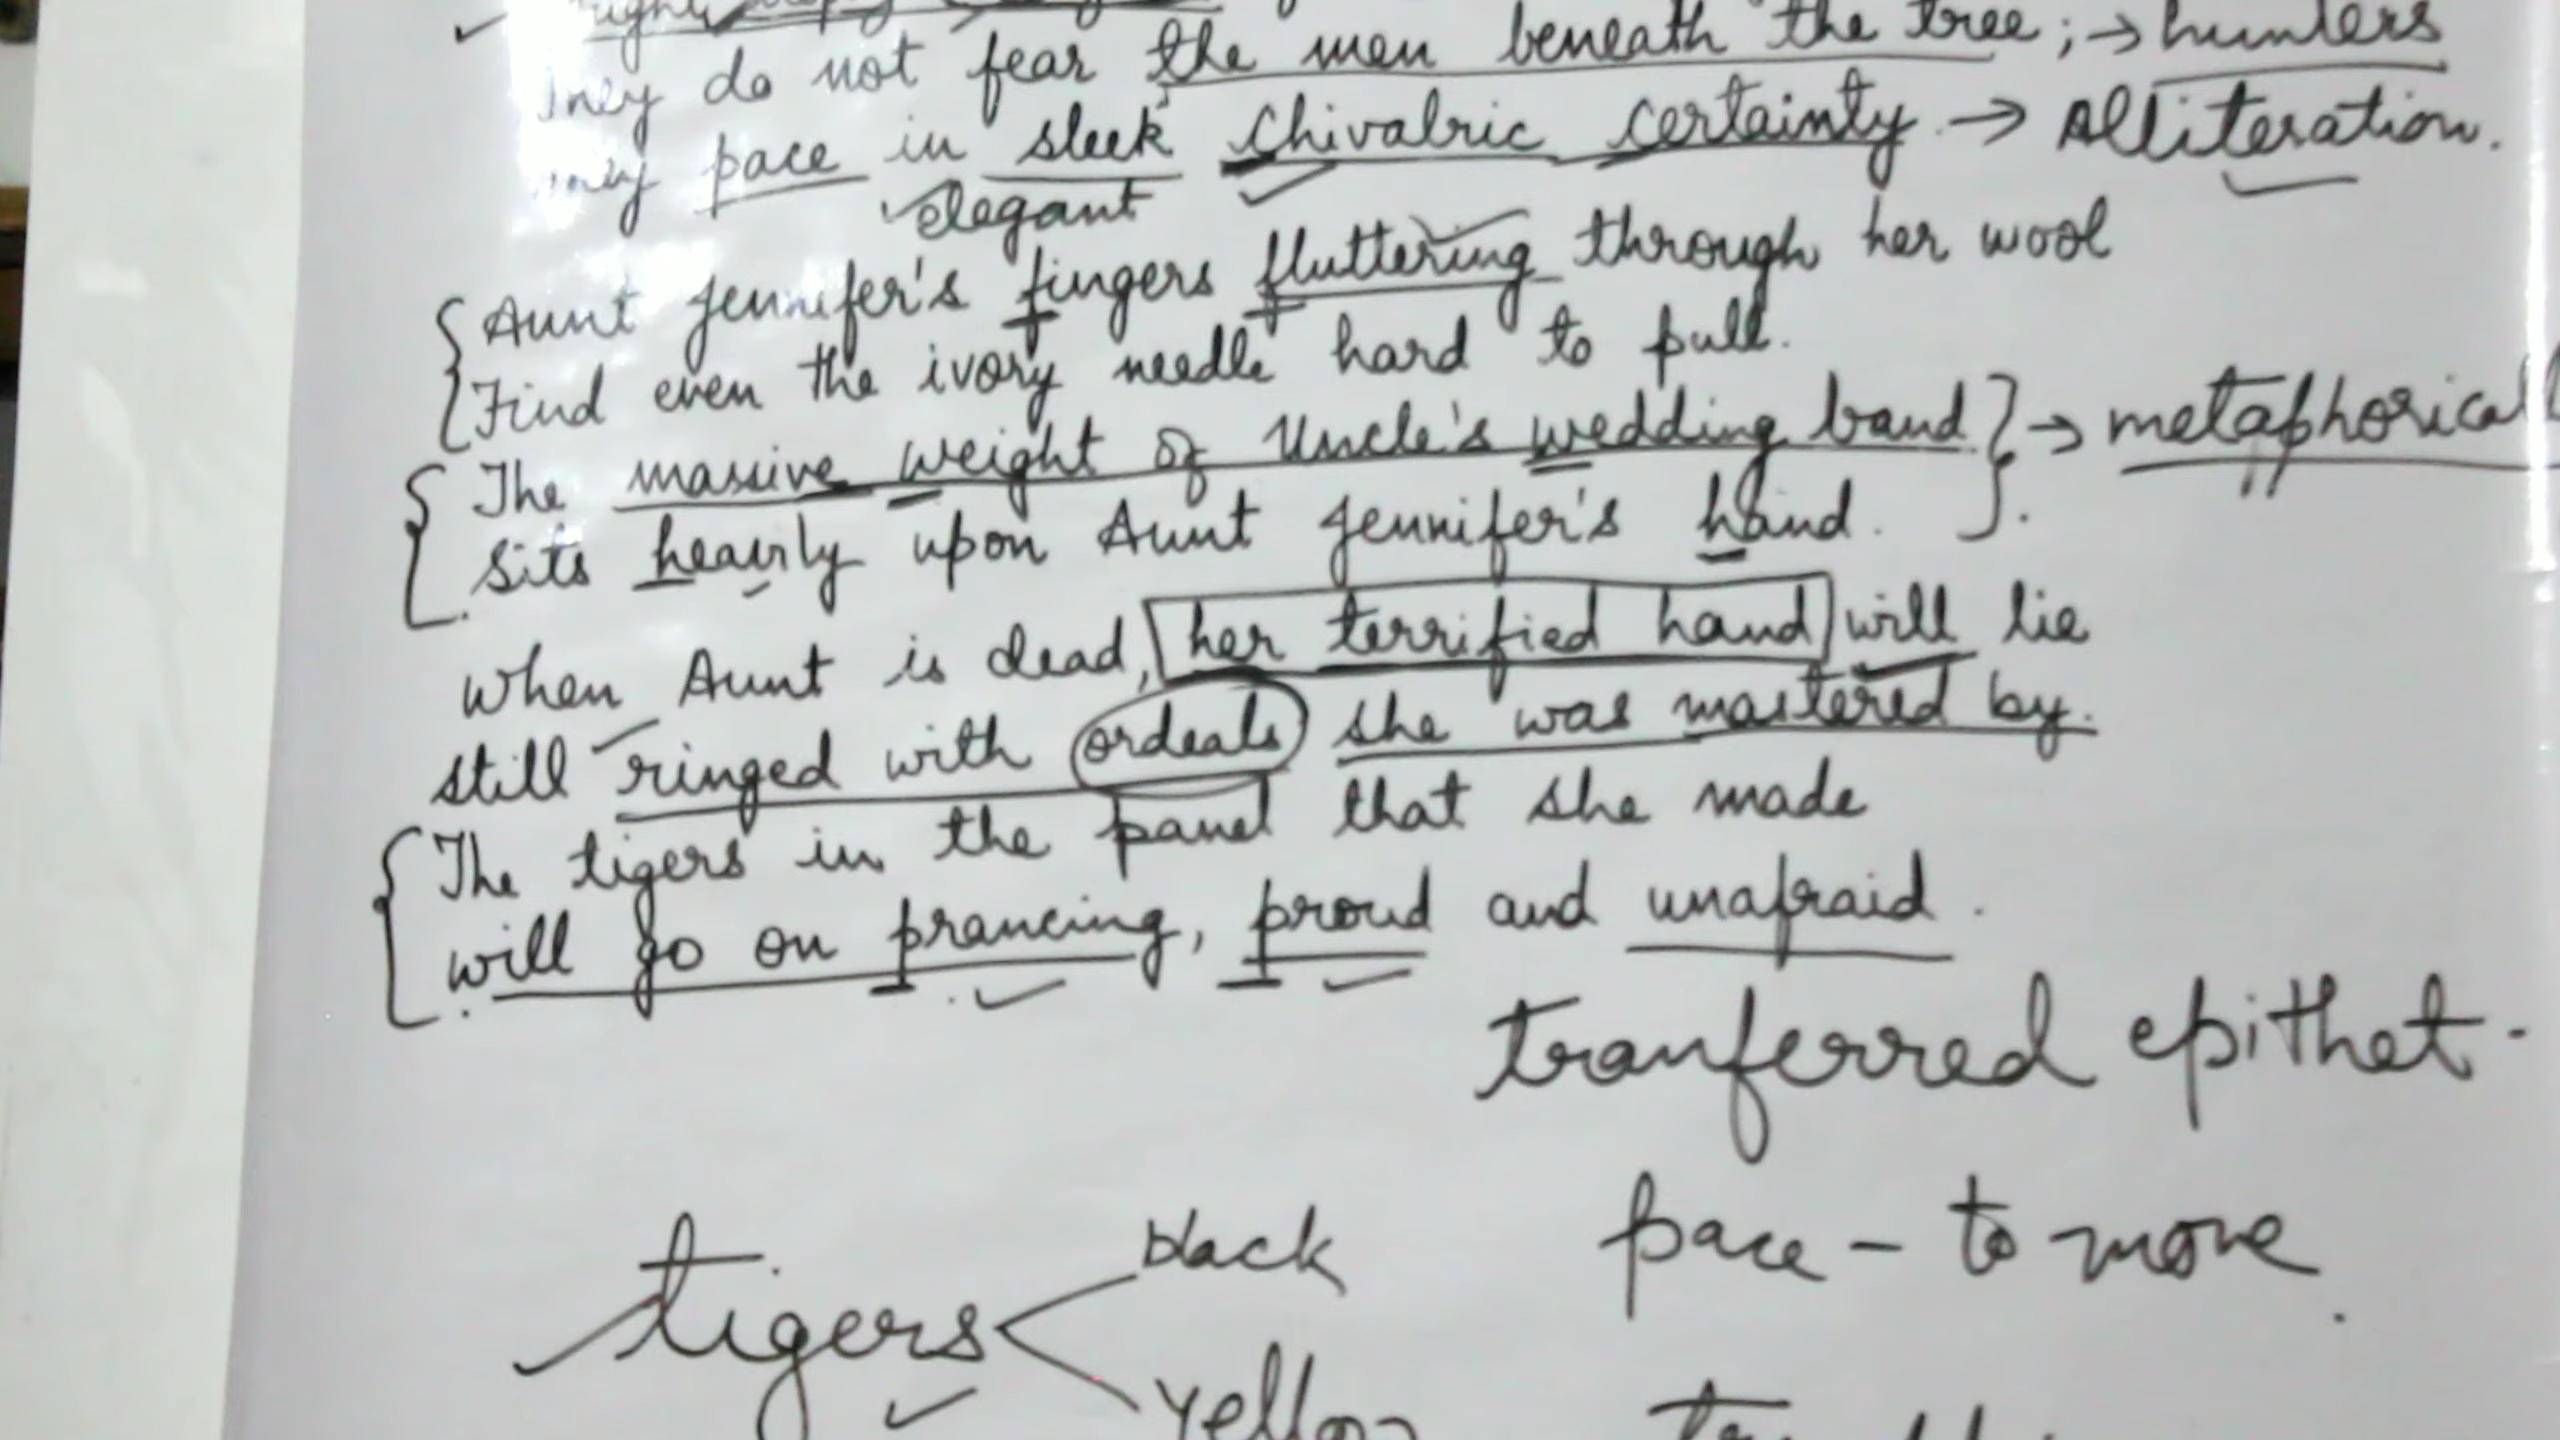 They do not fear the men beneath the tree; → hunters
They pace in sleek chivalric certainty → Alliteration.
elegant
Aunt Jennifer's fingers fluttering through her wool
Find even the ivory needle hard to pull.
The massive weight of Uncle's wedding band } → metaphorical
Sits heavily upon Aunt Jennifer's hand.
When Aunt is dead, her terrified hand will lie
still ringed with ordeals she was mastered by.
The tigers in the panel that she made
will go on prancing, proud and unafraid.
tranferred epithet.
black
pace - to move
tigers
yellow